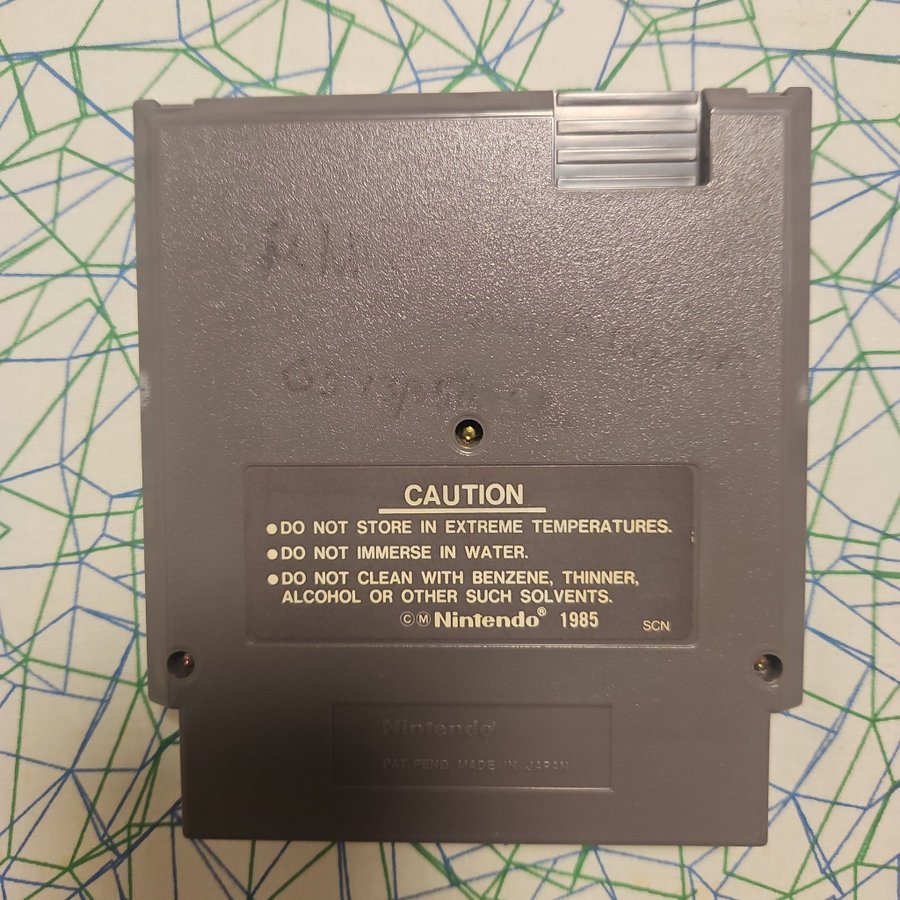 CAUTION
●DO NOT STORE IN EXTREME TEMPERATURES.
●DO NOT IMMERSE IN WATER.
●DO NOT CLEAN WITH BENZENE, THINNER,
ALCOHOL OR OTHER SUCH SOLVENTS.
ⒸⓂNintendo® 1985 SCN
Nintendo®
PAT. PEND. MADE IN JAPAN